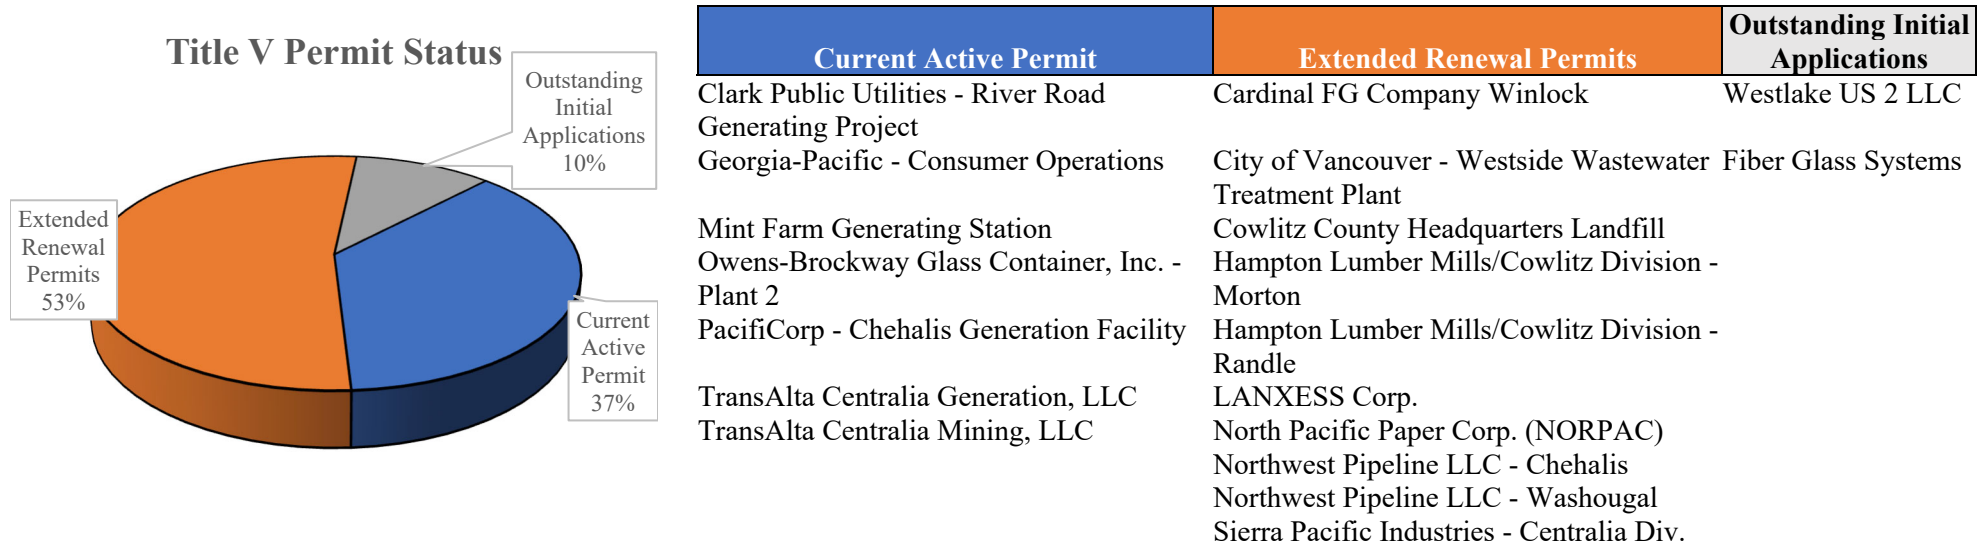 Title V Permit Status
Outstanding
Initial
Applications
10%
Extended
Renewal
Permits
53%
Current
Active
Permit
37%
Current Active Permit
Extended Renewal Permits
Outstanding Initial
Applications
Clark Public Utilities - River Road
Generating Project
Cardinal FG Company Winlock
Westlake US 2 LLC
Georgia-Pacific - Consumer Operations
City of Vancouver - Westside Wastewater
Treatment Plant
Fiber Glass Systems
Mint Farm Generating Station
Cowlitz County Headquarters Landfill
Owens-Brockway Glass Container, Inc. -
Plant 2
Hampton Lumber Mills/Cowlitz Division -
Morton
PacifiCorp - Chehalis Generation Facility
Hampton Lumber Mills/Cowlitz Division -
Randle
TransAlta Centralia Generation, LLC
LANXESS Corp.
TransAlta Centralia Mining, LLC
North Pacific Paper Corp. (NORPAC)
Northwest Pipeline LLC - Chehalis
Northwest Pipeline LLC - Washougal
Sierra Pacific Industries - Centralia Div.